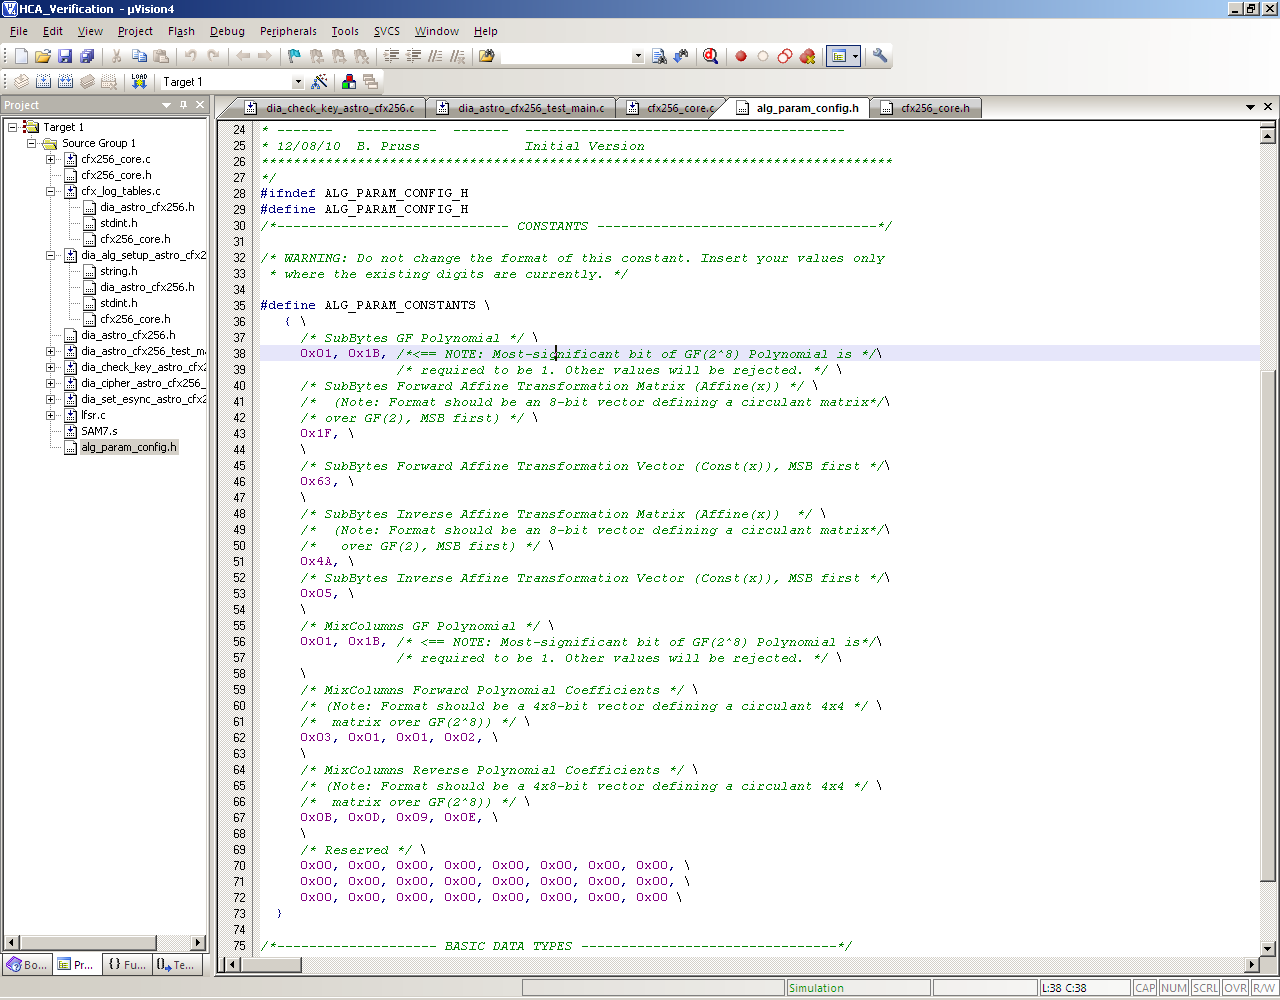 HCA_Verification - µVision4
File Edit View Project Flash Debug Peripherals Tools SVCS Window Help
LOAD Target 1
Project
dia_check_key_astro_cfx256.c dia_astro_cfx256_test_main.c cfx256_core.c alg_param_config.h cfx256_core.h
Target 1
Source Group 1
cfx256_core.c
cfx256_core.h
cfx_log_tables.c
dia_astro_cfx256.h
stdint.h
cfx256_core.h
dia_alg_setup_astro_cfx2
string.h
dia_astro_cfx256.h
stdint.h
cfx256_core.h
dia_astro_cfx256.h
dia_astro_cfx256_test_m
dia_check_key_astro_cfx2
dia_cipher_astro_cfx256_
dia_set_esync_astro_cfx2
lfsr.c
SAM7.s
alg_param_config.h
Bo... Pr... {} Fu... Te...
24 * ------- ---------- ------- ----------------------------------------
25 * 12/08/10 B. Pruss Initial Version
26 *******************************************************************************
27 */
28 #ifndef ALG_PARAM_CONFIG_H
29 #define ALG_PARAM_CONFIG_H
30 /*----------------------------- CONSTANTS -----------------------------------*/
31
32 /* WARNING: Do not change the format of this constant. Insert your values only
33 * where the existing digits are currently. */
34
35 #define ALG_PARAM_CONSTANTS \
36 { \
37 /* SubBytes GF Polynomial */ \
38 0x01, 0x1B, /*<== NOTE: Most-significant bit of GF(2^8) Polynomial is */\
39 /* required to be 1. Other values will be rejected. */ \
40 /* SubBytes Forward Affine Transformation Matrix (Affine(x)) */ \
41 /* (Note: Format should be an 8-bit vector defining a circulant matrix*/\
42 /* over GF(2), MSB first) */ \
43 0x1F, \
44 \
45 /* SubBytes Forward Affine Transformation Vector (Const(x)), MSB first */\
46 0x63, \
47 \
48 /* SubBytes Inverse Affine Transformation Matrix (Affine(x)) */ \
49 /* (Note: Format should be an 8-bit vector defining a circulant matrix*/\
50 /* over GF(2), MSB first) */ \
51 0x4A, \
52 /* SubBytes Inverse Affine Transformation Vector (Const(x)), MSB first */\
53 0x05, \
54 \
55 /* MixColumns GF Polynomial */ \
56 0x01, 0x1B, /* <== NOTE: Most-significant bit of GF(2^8) Polynomial is*/\
57 /* required to be 1. Other values will be rejected. */ \
58 \
59 /* MixColumns Forward Polynomial Coefficients */ \
60 /* (Note: Format should be a 4x8-bit vector defining a circulant 4x4 */ \
61 /* matrix over GF(2^8)) */ \
62 0x03, 0x01, 0x01, 0x02, \
63 \
64 /* MixColumns Reverse Polynomial Coefficients */ \
65 /* (Note: Format should be a 4x8-bit vector defining a circulant 4x4 */ \
66 /* matrix over GF(2^8)) */ \
67 0x0B, 0x0D, 0x09, 0x0E, \
68 \
69 /* Reserved */ \
70 0x00, 0x00, 0x00, 0x00, 0x00, 0x00, 0x00, 0x00, \
71 0x00, 0x00, 0x00, 0x00, 0x00, 0x00, 0x00, 0x00, \
72 0x00, 0x00, 0x00, 0x00, 0x00, 0x00, 0x00, 0x00 \
73 }
74
75 /*-------------------- BASIC DATA TYPES --------------------------------*/
Simulation L:38 C:38 CAP NUM SCRL OVR R/W